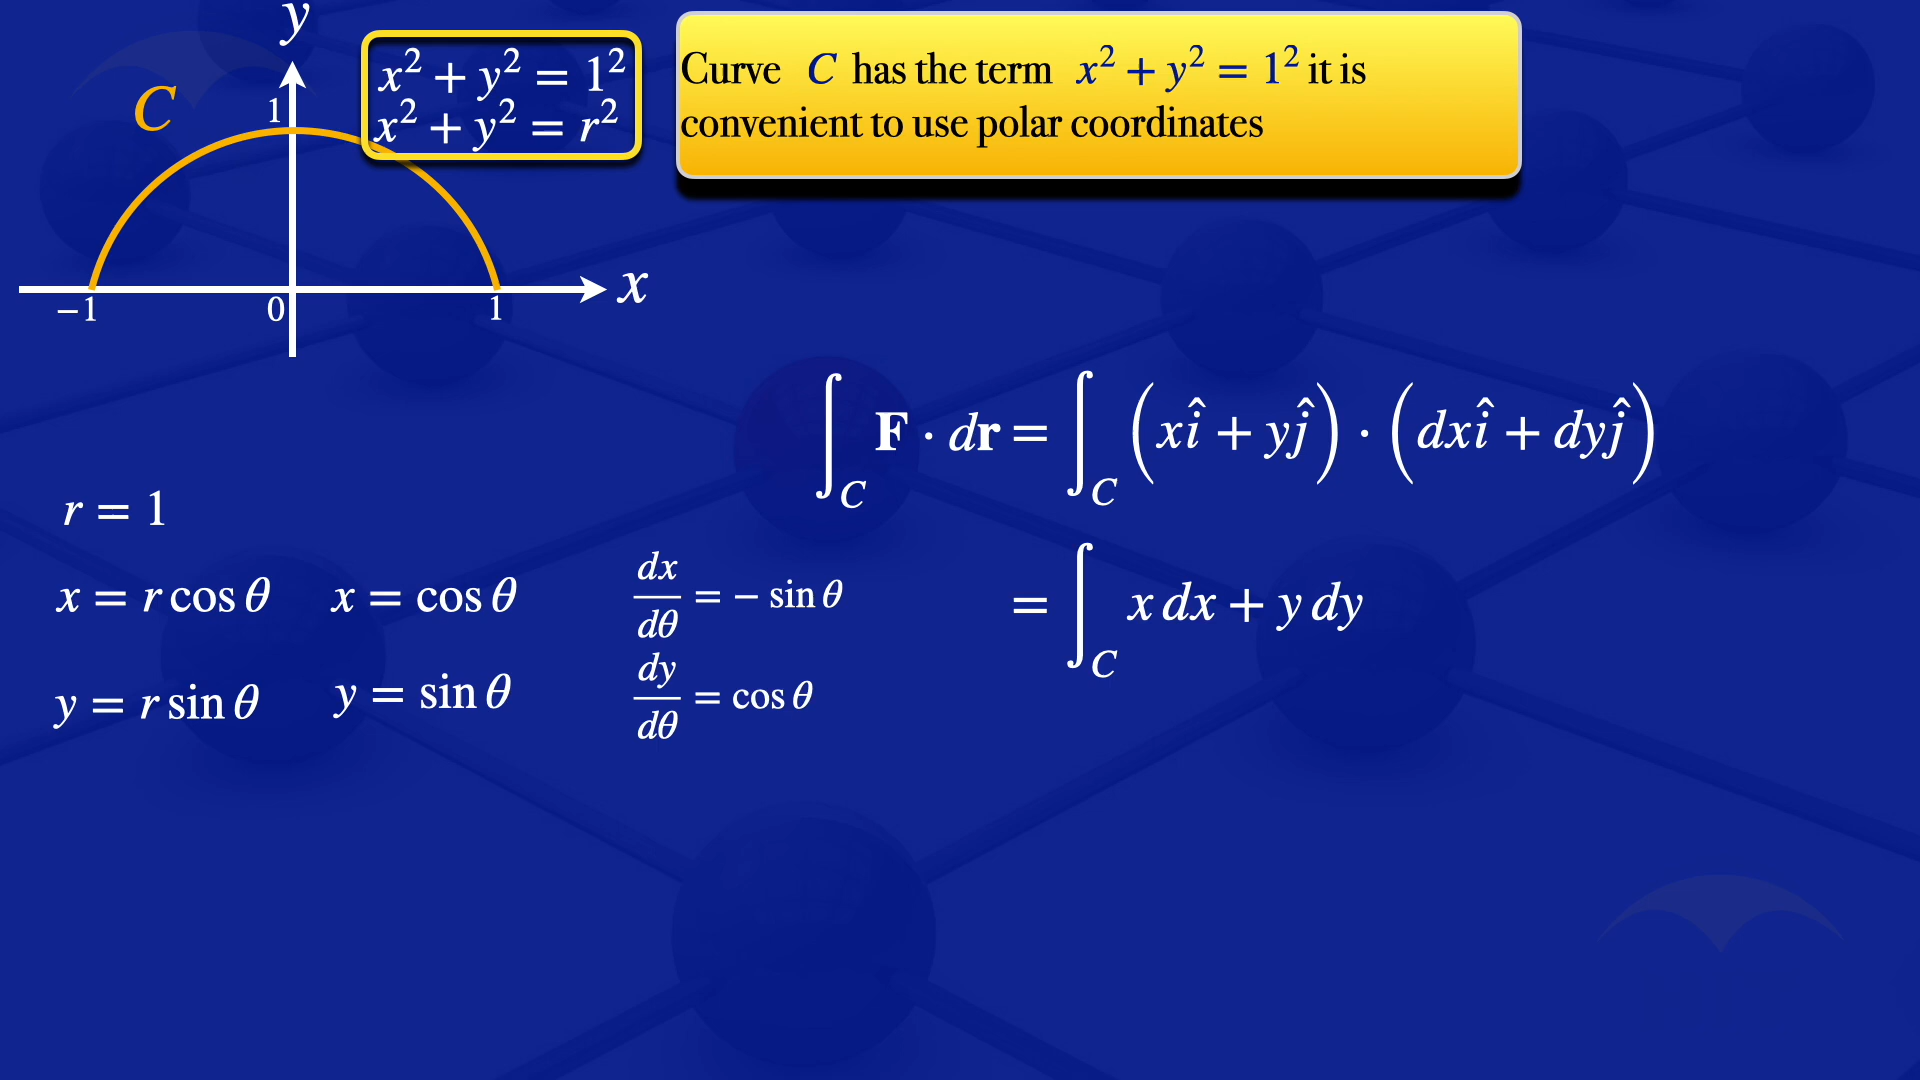 y
x² + y² = 1²
x² + y² = r²
Curve C has the term x² + y² = 1² it is
convenient to use polar coordinates
C
1
x
−1 0 1
∫_C F · dr = ∫_C (xî + yĵ) · (dxî + dyĵ)
r = 1
x = r cos θ x = cos θ dx/dθ = − sin θ
= ∫_C x dx + y dy
y = r sin θ y = sin θ dy/dθ = cos θ